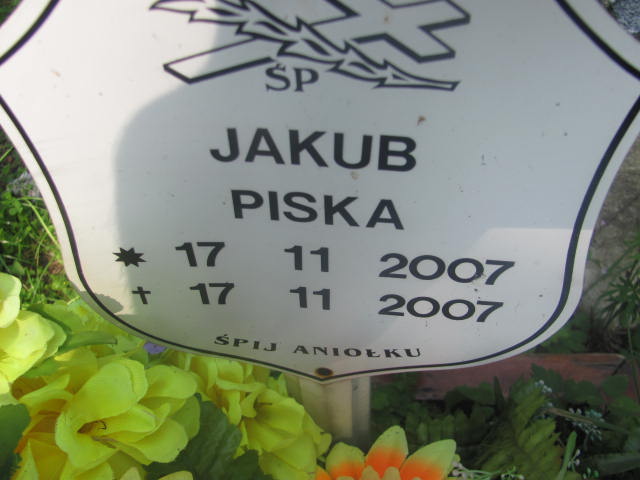 ŚP
JAKUB
PISKA
* 17 11 2007
✝ 17 11 2007
ŚPIJ ANIOŁKU